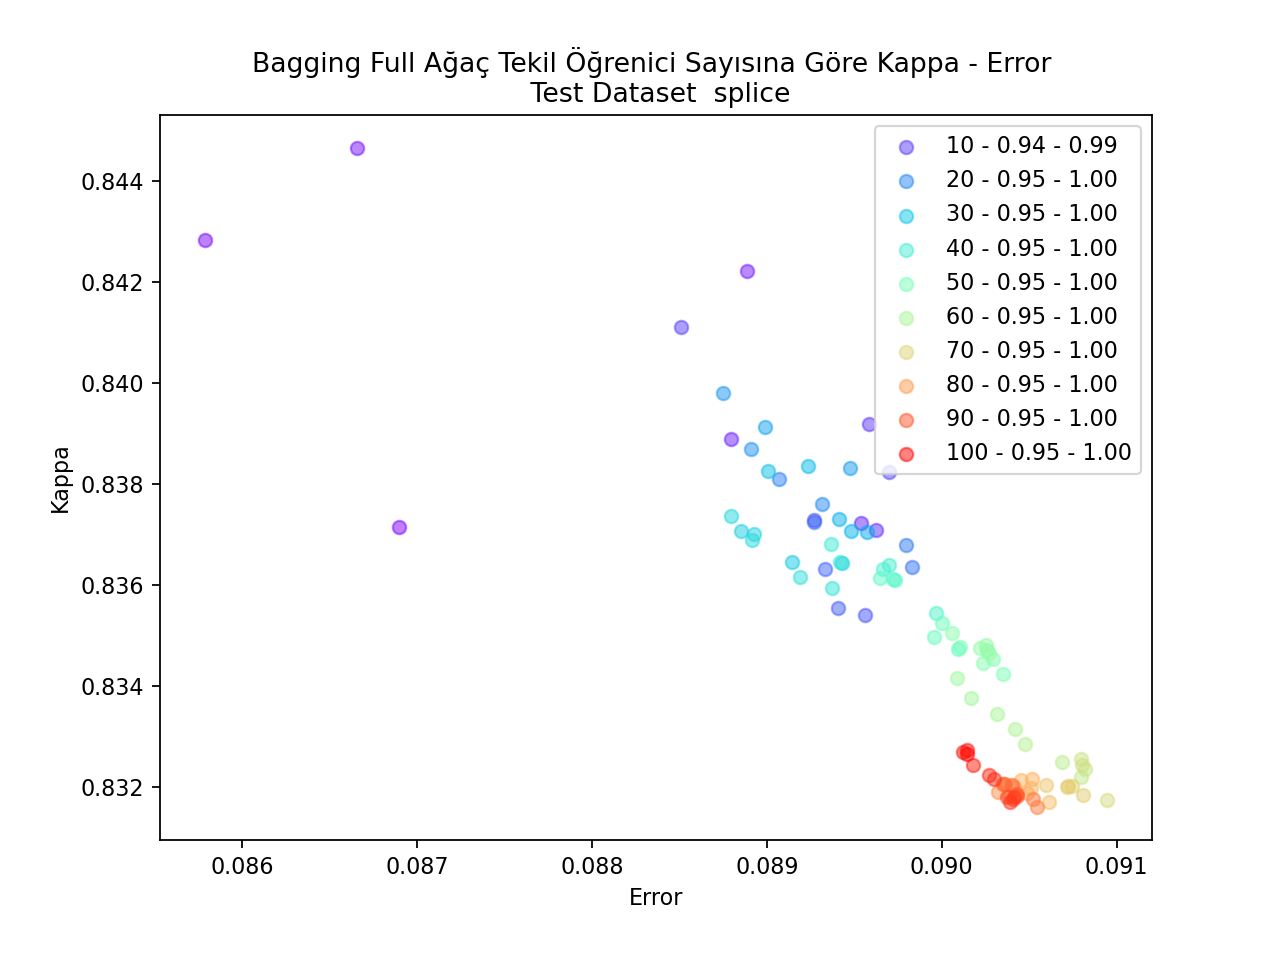 Bagging Full Ağaç Tekil Öğrenici Sayısına Göre Kappa - Error
Test Dataset  splice
10 - 0.94 - 0.99
20 - 0.95 - 1.00
30 - 0.95 - 1.00
40 - 0.95 - 1.00
50 - 0.95 - 1.00
60 - 0.95 - 1.00
70 - 0.95 - 1.00
80 - 0.95 - 1.00
90 - 0.95 - 1.00
100 - 0.95 - 1.00
Kappa
0.844
0.842
0.840
0.838
0.836
0.834
0.832
0.086
0.087
0.088
0.089
0.090
0.091
Error